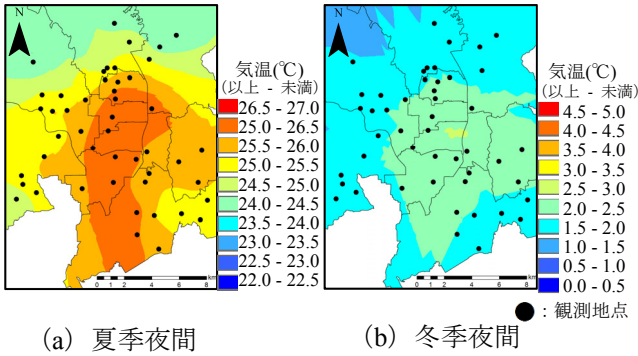 気温(℃)
(以上 - 未満)
26.5 - 27.0
26.0 - 26.5
25.5 - 26.0
25.0 - 25.5
24.5 - 25.0
24.0 - 24.5
23.5 - 24.0
23.0 - 23.5
22.5 - 23.0
22.0 - 22.5
0 2 4 6 8
km
(a) 夏季夜間
気温(℃)
(以上 - 未満)
4.5 - 5.0
4.0 - 4.5
3.5 - 4.0
3.0 - 3.5
2.5 - 3.0
2.0 - 2.5
1.5 - 2.0
1.0 - 1.5
0.5 - 1.0
0.0 - 0.5
0 2 4 6 8
km
●：観測地点
(b) 冬季夜間